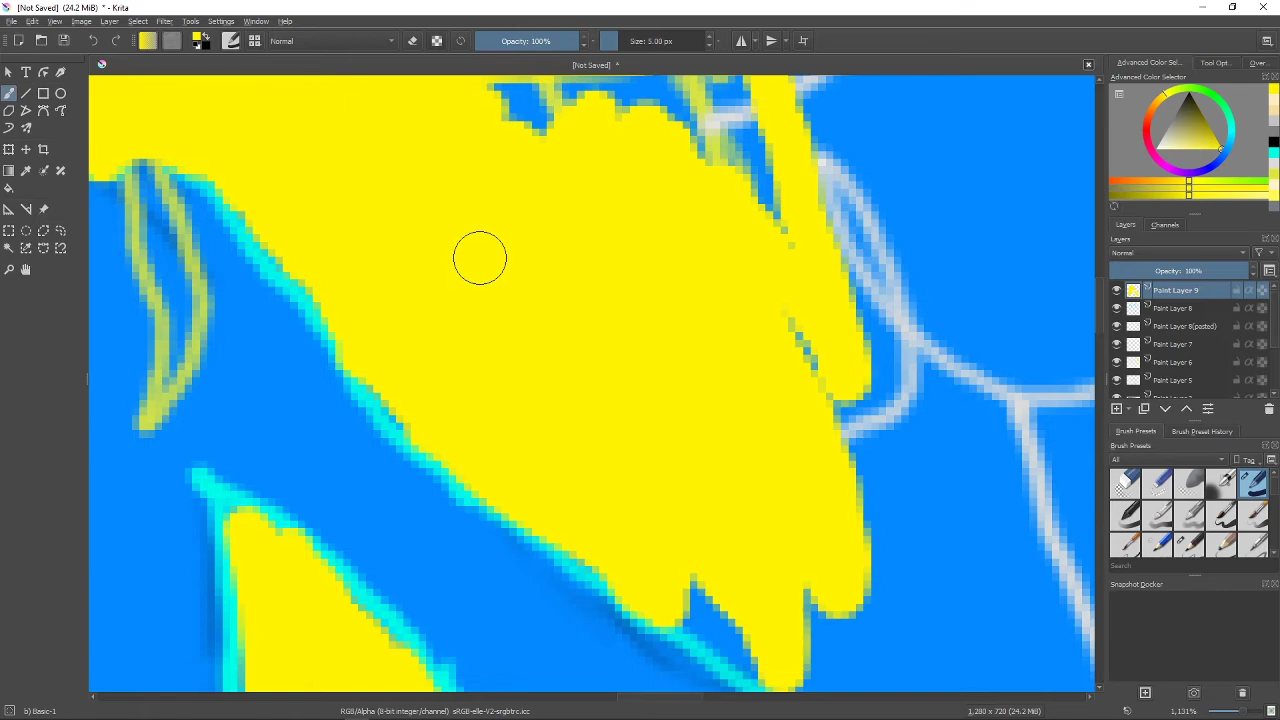 [Not Saved] (24.2 MiB) * - Krita
File Edit View Image Layer Select Filter Tools Settings Window Help
Normal Opacity: 100% Size: 5.00 px
[Not Saved] *
Advanced Color Sel... Tool Opt... Over...
Advanced Color Selector
Layers Channels
Layers
Normal
Opacity: 100%
Paint Layer 9
Paint Layer 8
Paint Layer 8(pasted)
Paint Layer 7
Paint Layer 6
Paint Layer 5
Brush Presets Brush Preset History
Brush Presets
All Tag
Search
Snapshot Docker
b) Basic-1 RGB/Alpha (8-bit integer/channel) sRGB-elle-V2-srgbtrc.icc 1,280 x 720 (24.2 MiB) 1,131%